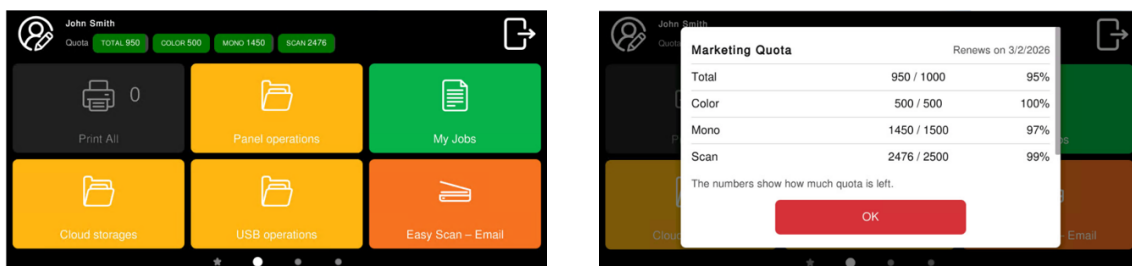 John Smith
Quota TOTAL 950 COLOR 500 MONO 1450 SCAN 2476
0
Print All
Panel operations
My Jobs
Cloud storages
USB operations
Easy Scan – Email
John Smith
Quota
Marketing Quota Renews on 3/2/2026
Total 950 / 1000 95%
Color 500 / 500 100%
Mono 1450 / 1500 97%
Scan 2476 / 2500 99%
The numbers show how much quota is left.
OK
Email